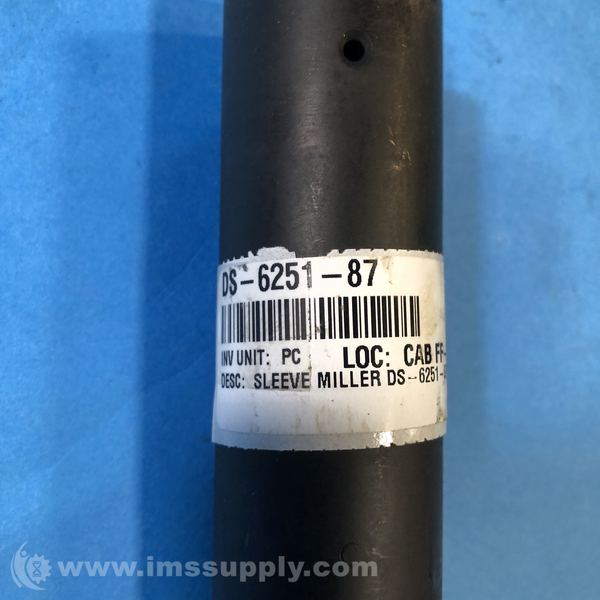 DS-6251-87
INV UNIT: PC LOC: CAB FF-
DESC: SLEEVE MILLER DS-6251-
www.imssupply.com